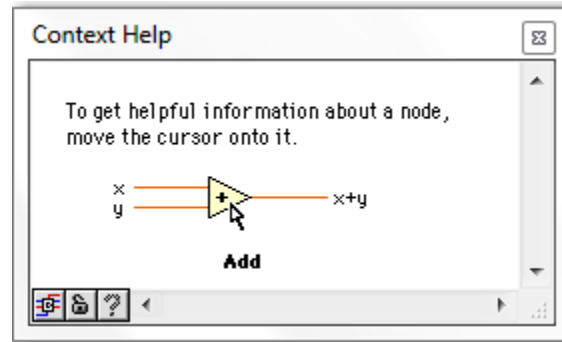 Context Help
To get helpful information about a node,
move the cursor onto it.
x
y
+
x+y
Add
?